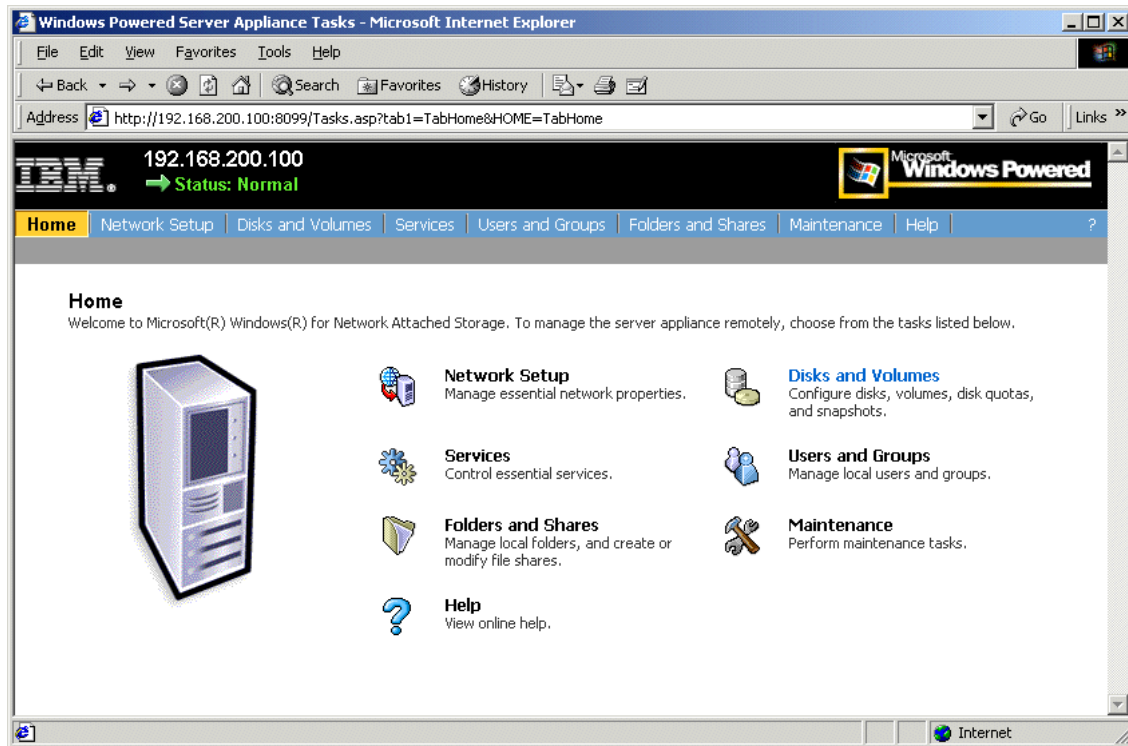 Windows Powered Server Appliance Tasks - Microsoft Internet Explorer
File Edit View Favorites Tools Help
Back Search Favorites History
Address http://192.168.200.100:8099/Tasks.asp?tab1=TabHome&HOME=TabHome Go Links »
IBM® 192.168.200.100
Status: Normal
Microsoft
Windows Powered
Home Network Setup Disks and Volumes Services Users and Groups Folders and Shares Maintenance Help ?
Home
Welcome to Microsoft(R) Windows(R) for Network Attached Storage. To manage the server appliance remotely, choose from the tasks listed below.
Network Setup
Manage essential network properties.
Disks and Volumes
Configure disks, volumes, disk quotas,
and snapshots.
Services
Control essential services.
Users and Groups
Manage local users and groups.
Folders and Shares
Manage local folders, and create or
modify file shares.
Maintenance
Perform maintenance tasks.
Help
View online help.
Internet